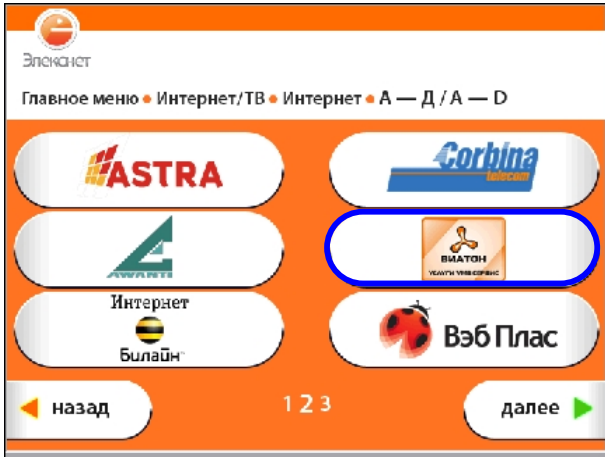 Элекснет
Главное меню • Интернет/ТВ • Интернет • А — Д / A — D
ASTRA
Corbina
telecom
ВИАТОН
Интернет
Билайн
Вэб Плас
назад
1 2 3
далее